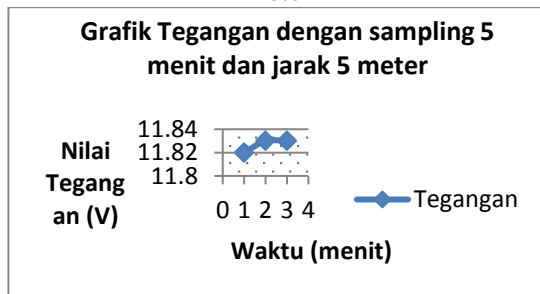 Grafik Tegangan dengan sampling 5
menit dan jarak 5 meter
Nilai
Tegang
an (V)
11.84
11.82
11.8
0 1 2 3 4
Tegangan
Waktu (menit)